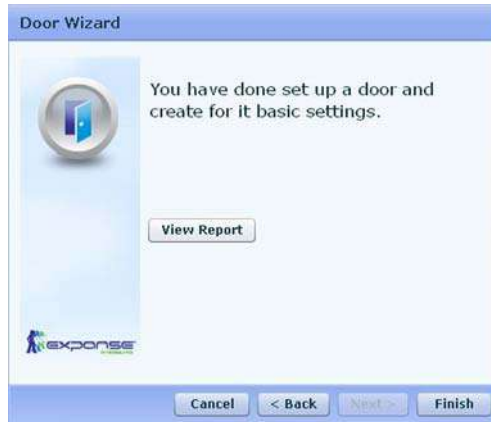 Door Wizard
You have done set up a door and
create for it basic settings.
View Report
exponse
Cancel
< Back
Next >
Finish